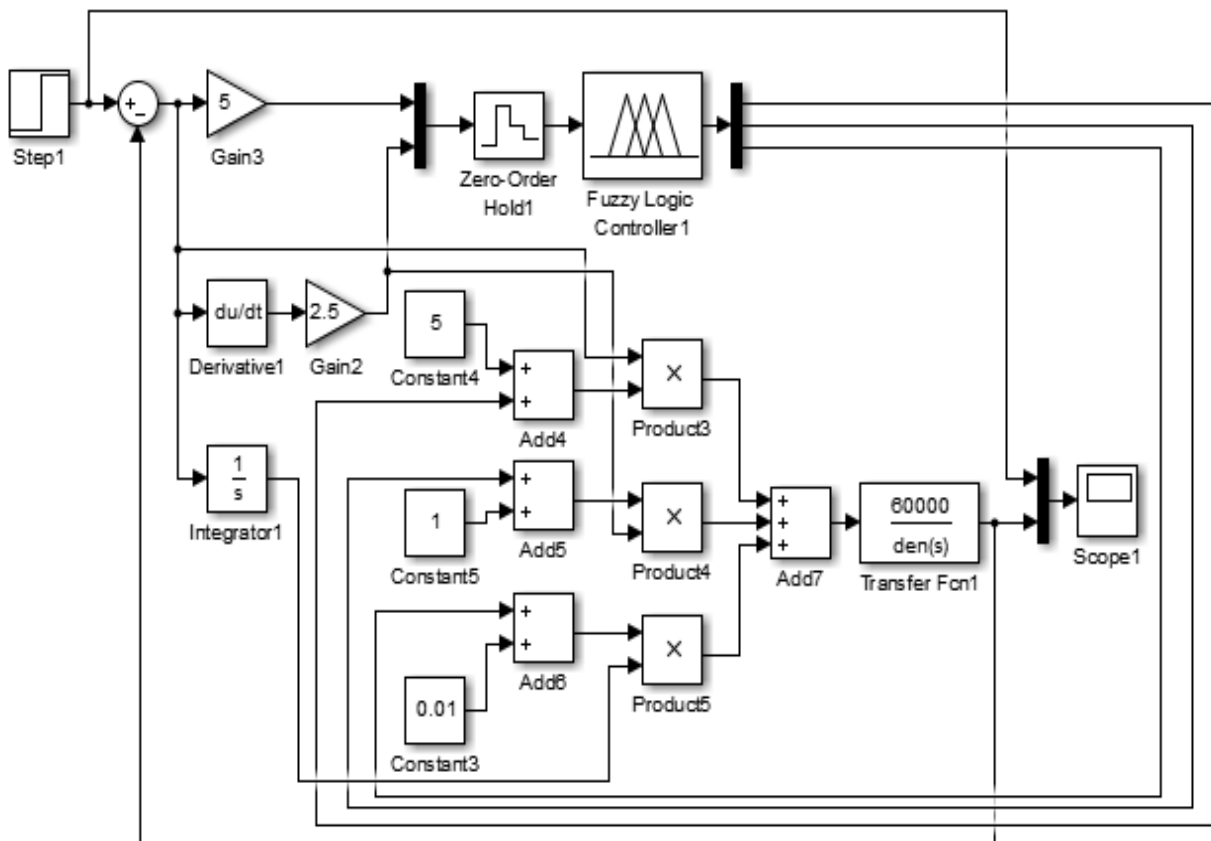 +
−
Step1
5
Gain3
Zero-Order
Hold1
Fuzzy Logic
Controller1
du/dt
Derivative1
2.5
Gain2
5
Constant4
+
+
Add4
×
Product3
1
s
Integrator1
1
Constant5
+
+
Add5
×
Product4
+
+
+
Add7
60000
den(s)
Transfer Fcn1
Scope1
0.01
Constant3
+
+
Add6
×
Product5